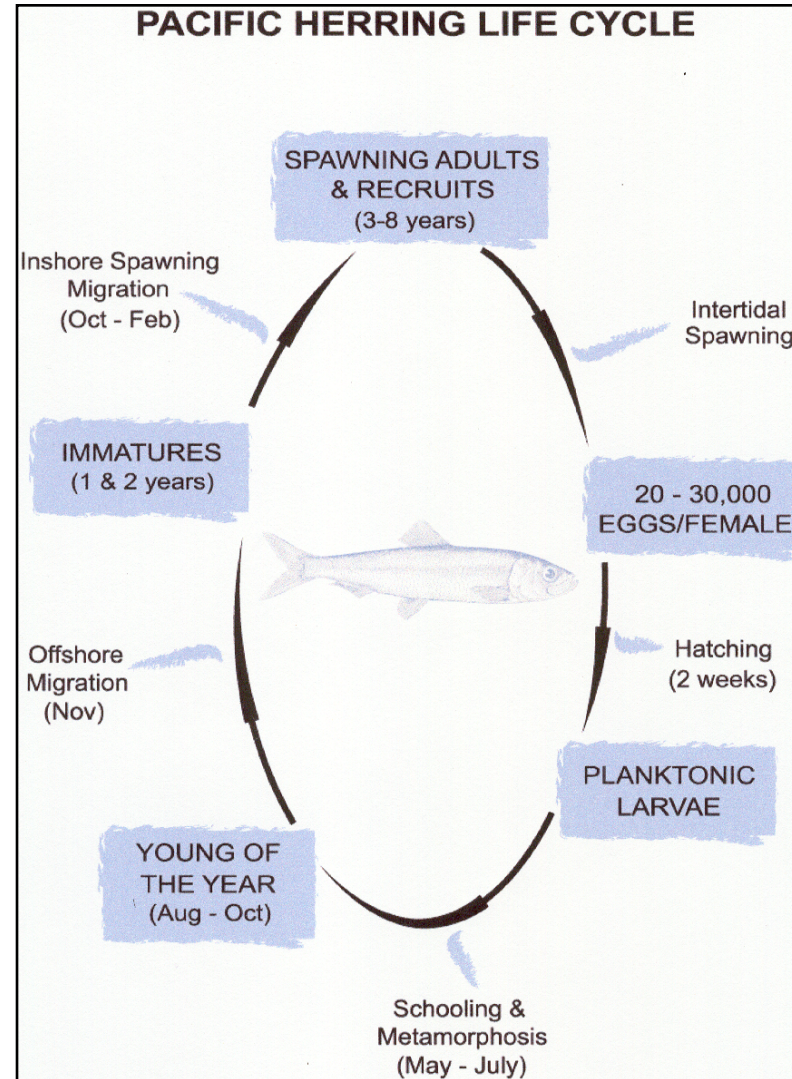 PACIFIC HERRING LIFE CYCLE
SPAWNING ADULTS
& RECRUITS
(3-8 years)
Intertidal
Spawning
20 - 30,000
EGGS/FEMALE
Hatching
(2 weeks)
PLANKTONIC
LARVAE
Schooling &
Metamorphosis
(May - July)
YOUNG OF
THE YEAR
(Aug - Oct)
Offshore
Migration
(Nov)
IMMATURES
(1 & 2 years)
Inshore Spawning
Migration
(Oct - Feb)